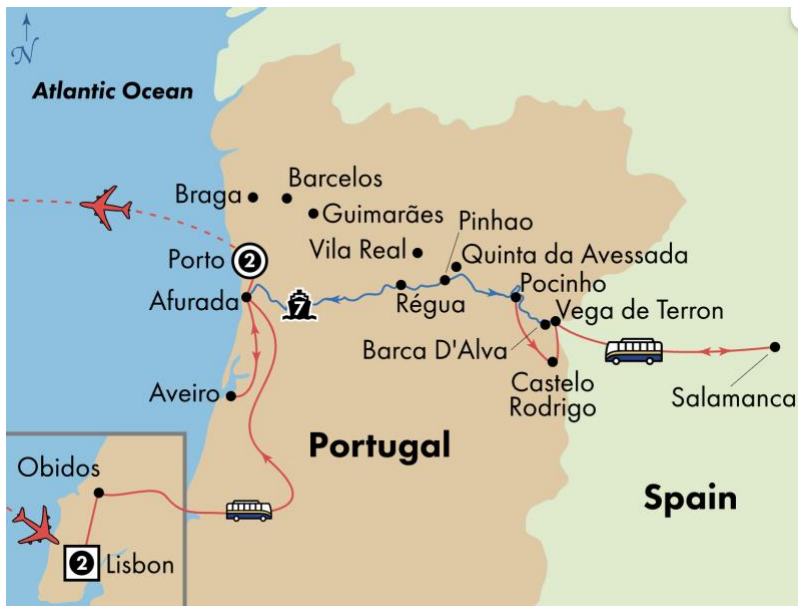 N
Atlantic Ocean
Braga
Barcelos
Guimarães
Pinhao
Vila Real
Quinta da Avessada
Porto
2
Pocinho
Afurada
7
Régua
Vega de Terron
Barca D'Alva
Castelo
Rodrigo
Salamanca
Aveiro
Portugal
Obidos
Spain
2
Lisbon